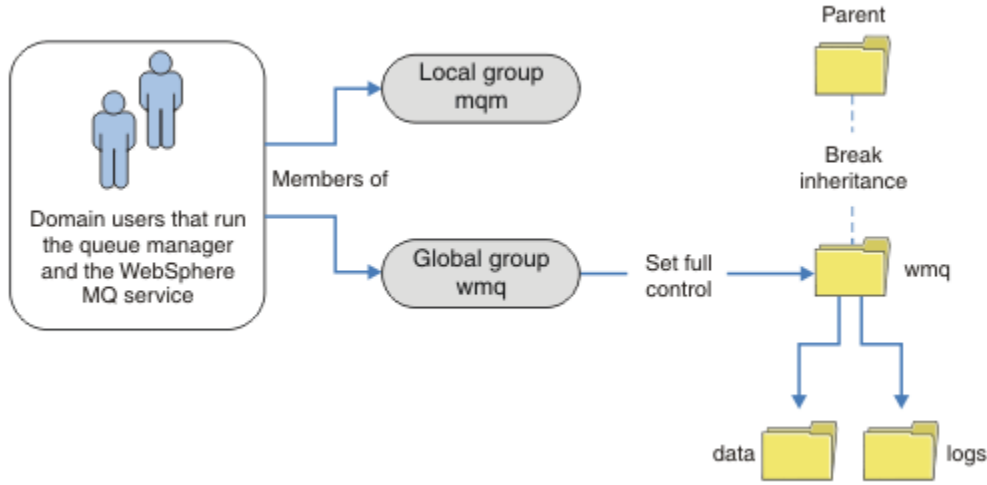 Domain users that run
the queue manager
and the WebSphere
MQ service
Members of
Local group
mqm
Global group
wmq
Set full
control
Parent
Break
inheritance
wmq
data
logs